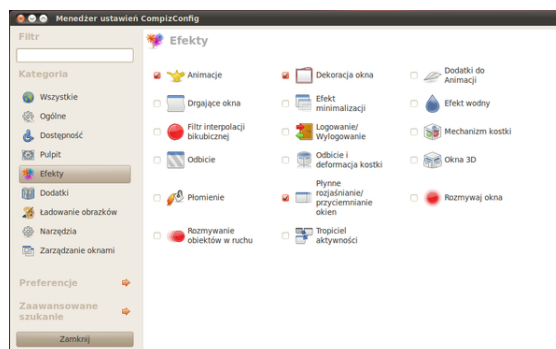 Menedżer ustawień CompizConfig
Filtr
Kategoria
Wszystkie
Ogólne
Dostępność
Pulpit
Efekty
Dodatki
Ładowanie obrazków
Narzędzia
Zarządzanie oknami
Preferencje
Zaawansowane
szukanie
Zamknij
Efekty
Animacje
Dekoracja okna
Dodatki do
Animacji
Drgające okna
Efekt
minimalizacji
Efekt wodny
Filtr interpolacji
bikubicznej
Logowanie/
Wylogowanie
Mechanizm kostki
Odbicie
Odbicie i
deformacja kostki
Okna 3D
Płomienie
Płynne
rozjaśnianie/
przyciemnianie
okien
Rozmywaj okna
Rozmywanie
obiektów w ruchu
Tropiciel
aktywności